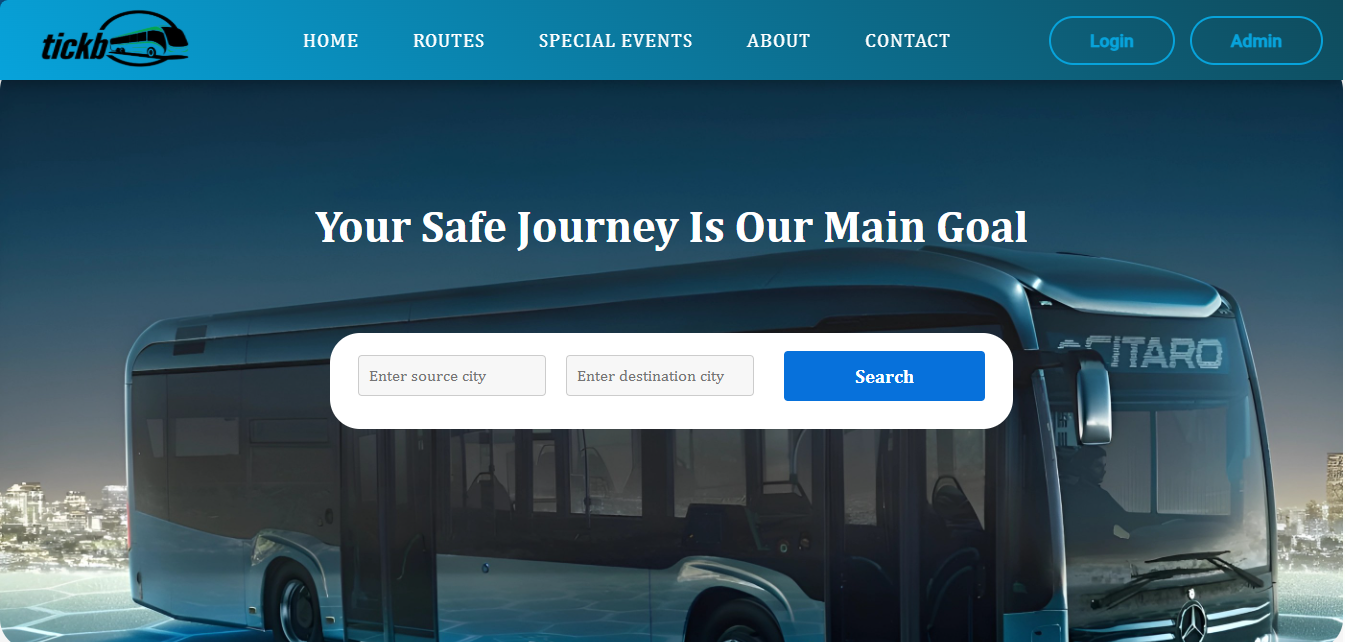 tickb
HOME
ROUTES
SPECIAL EVENTS
ABOUT
CONTACT
Login
Admin
Your Safe Journey Is Our Main Goal
eCITARO
Enter source city
Enter destination city
Search